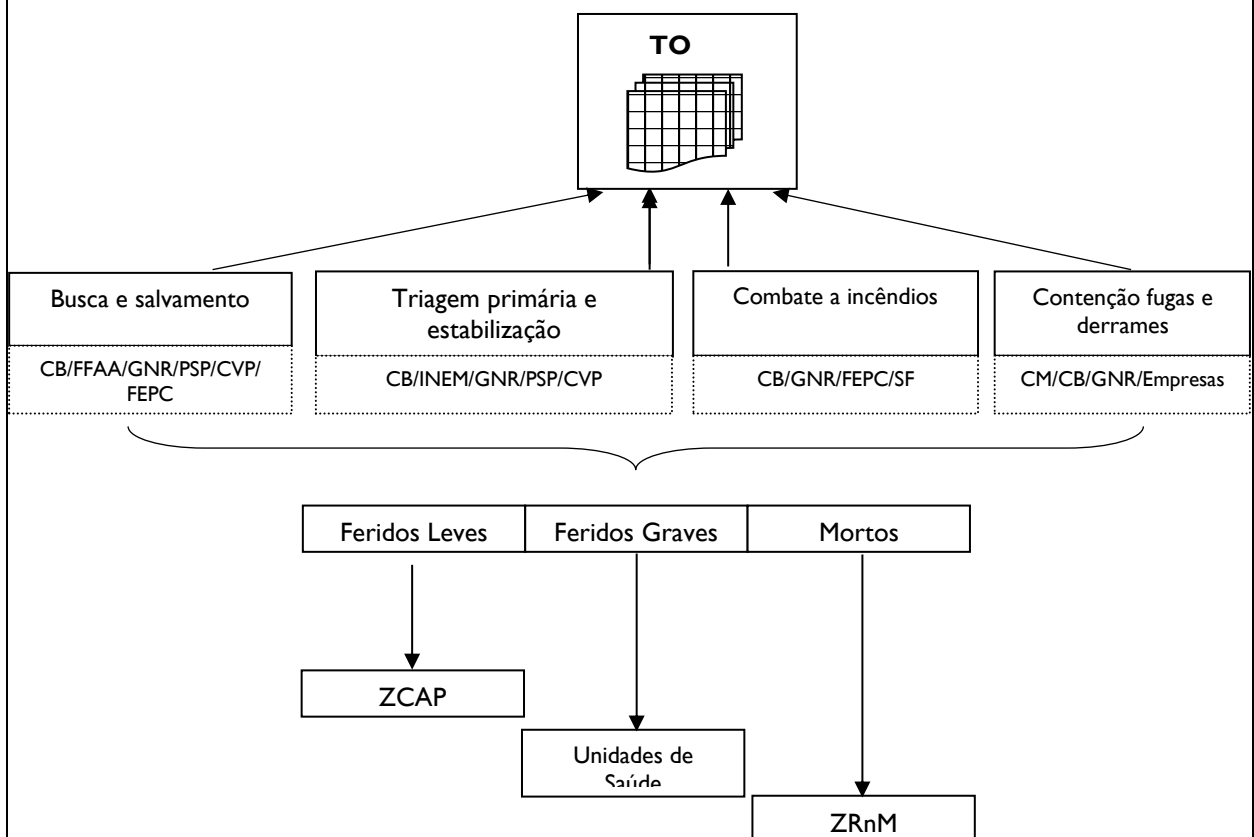 TO
Busca e salvamento
CB/FFAA/GNR/PSP/CVP/
FEPC
Triagem primária e
estabilização
CB/INEM/GNR/PSP/CVP
Combate a incêndios
CB/GNR/FEPC/SF
Contenção fugas e
derrames
CM/CB/GNR/Empresas
Feridos Leves
Feridos Graves
Mortos
ZCAP
Unidades de
Saúde
ZRnM